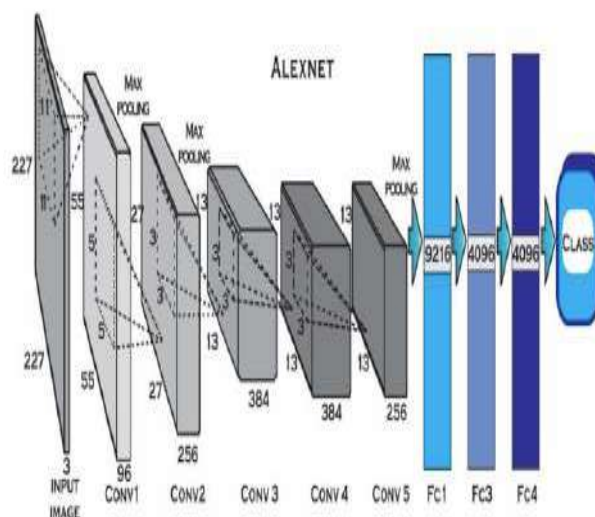 ALEXNET
MAX
POOLING
MAX
POOLING
MAX
POOLING
11
11
227
227
3
55
5
5
55
96
27
3
3
27
256
13
3
3
13
384
13
3
3
13
384
13
13
256
9216
4096
4096
CLASS
INPUT
IMAGE
CONV1
CONV2
CONV 3
CONV 4
CONV 5
FC1
FC3
FC4